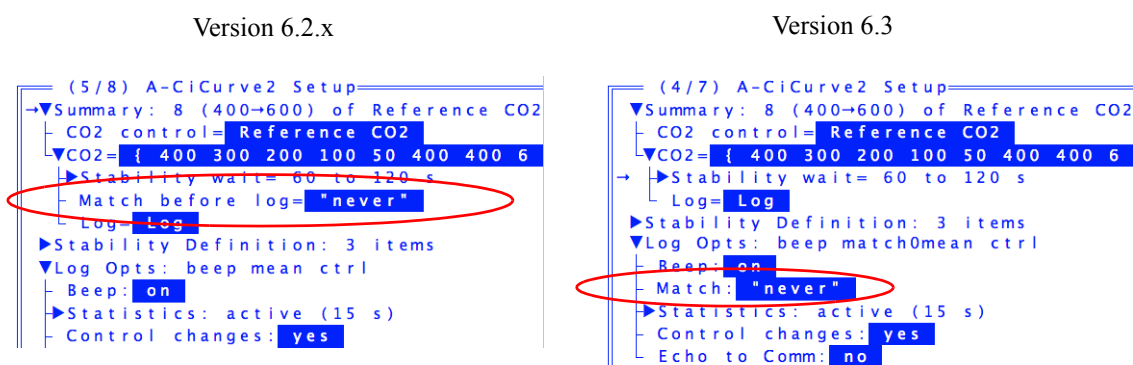 Version 6.2.x
(5/8) A-CiCurve2 Setup
→▼Summary: 8 (400→600) of Reference CO2
CO2 control= Reference CO2
▼CO2= { 400 300 200 100 50 400 400 6
▶Stability wait= 60 to 120 s
Match before log= "never"
Log= Log
▶Stability Definition: 3 items
▼Log Opts: beep mean ctrl
Beep: on
▶Statistics: active (15 s)
Control changes: yes
Version 6.3
(4/7) A-CiCurve2 Setup
▼Summary: 8 (400→600) of Reference CO2
CO2 control= Reference CO2
▼CO2= { 400 300 200 100 50 400 400 6
→ ▶Stability wait= 60 to 120 s
Log= Log
▶Stability Definition: 3 items
▼Log Opts: beep match0mean ctrl
Beep: on
Match: "never"
▶Statistics: active (15 s)
Control changes: yes
Echo to Comm: no